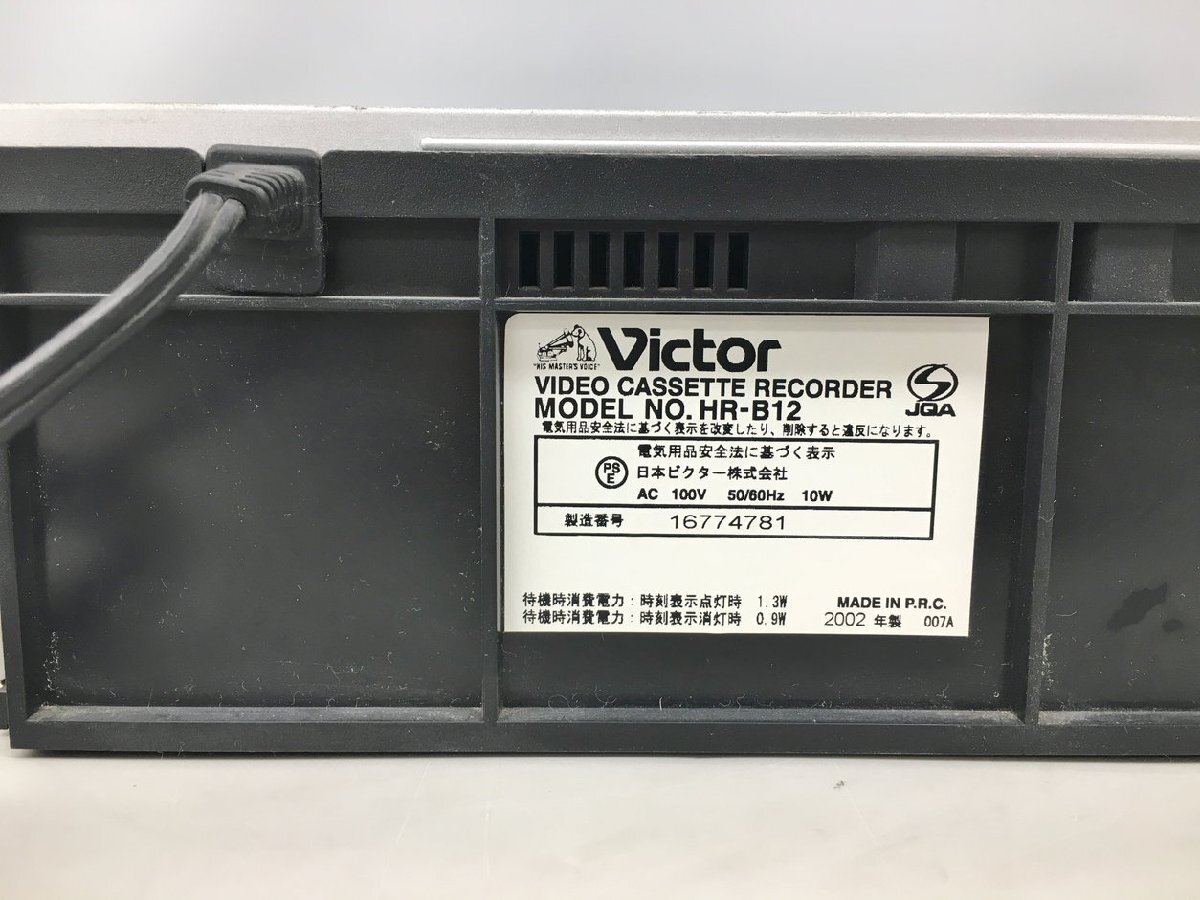 "HIS MASTER'S VOICE"
Victor
VIDEO CASSETTE RECORDER
MODEL NO. HR-B12
JQA
電気用品安全法に基づく表示を改変したり、削除すると違反になります。
電気用品安全法に基づく表示
PS
E
日本ビクター株式会社
AC 100V 50/60Hz 10W
製造番号 16774781
待機時消費電力:時刻表示点灯時 1.3W MADE IN P.R.C.
待機時消費電力:時刻表示消灯時 0.9W 2002 年製 007A